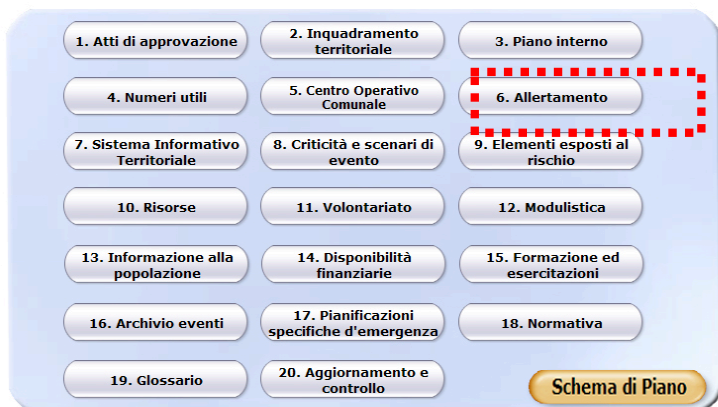 1. Atti di approvazione
2. Inquadramento
territoriale
3. Piano interno
4. Numeri utili
5. Centro Operativo
Comunale
6. Allertamento
7. Sistema Informativo
Territoriale
8. Criticità e scenari di
evento
9. Elementi esposti al
rischio
10. Risorse
11. Volontariato
12. Modulistica
13. Informazione alla
popolazione
14. Disponibilità
finanziarie
15. Formazione ed
esercitazioni
16. Archivio eventi
17. Pianificazioni
specifiche d'emergenza
18. Normativa
19. Glossario
20. Aggiornamento e
controllo
Schema di Piano